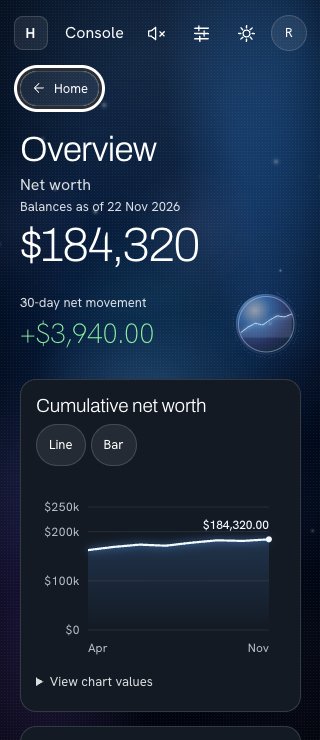 H Console R
← Home
Overview
Net worth
Balances as of 22 Nov 2026
$184,320
30-day net movement
+$3,940.00
Cumulative net worth
Line Bar
$250k
$200k
$184,320.00
$100k
$0
Apr Nov
▶ View chart values